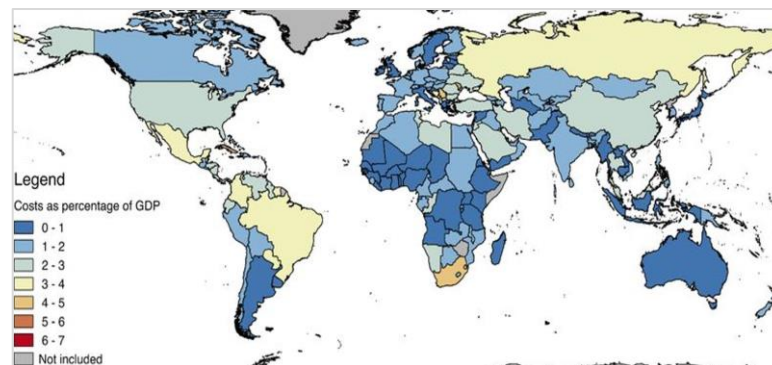 Legend
Costs as percentage of GDP
0 - 1
1 - 2
2 - 3
3 - 4
4 - 5
5 - 6
6 - 7
Not included